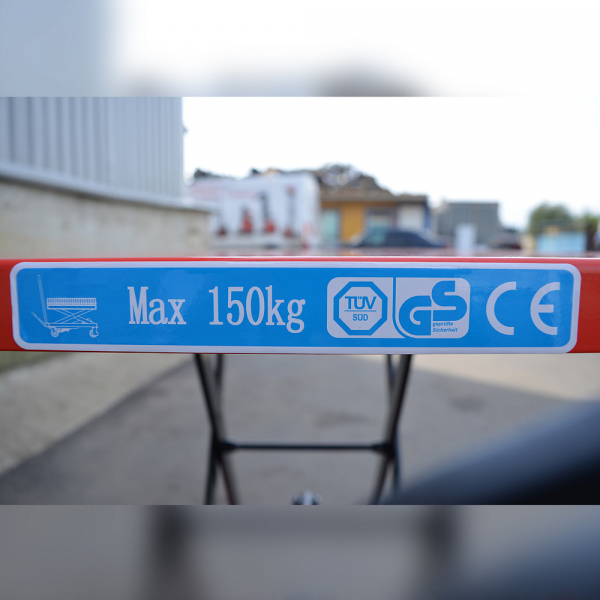 Max 150kg
TÜV
SÜD
GS
geprüfte
Sicherheit
CE